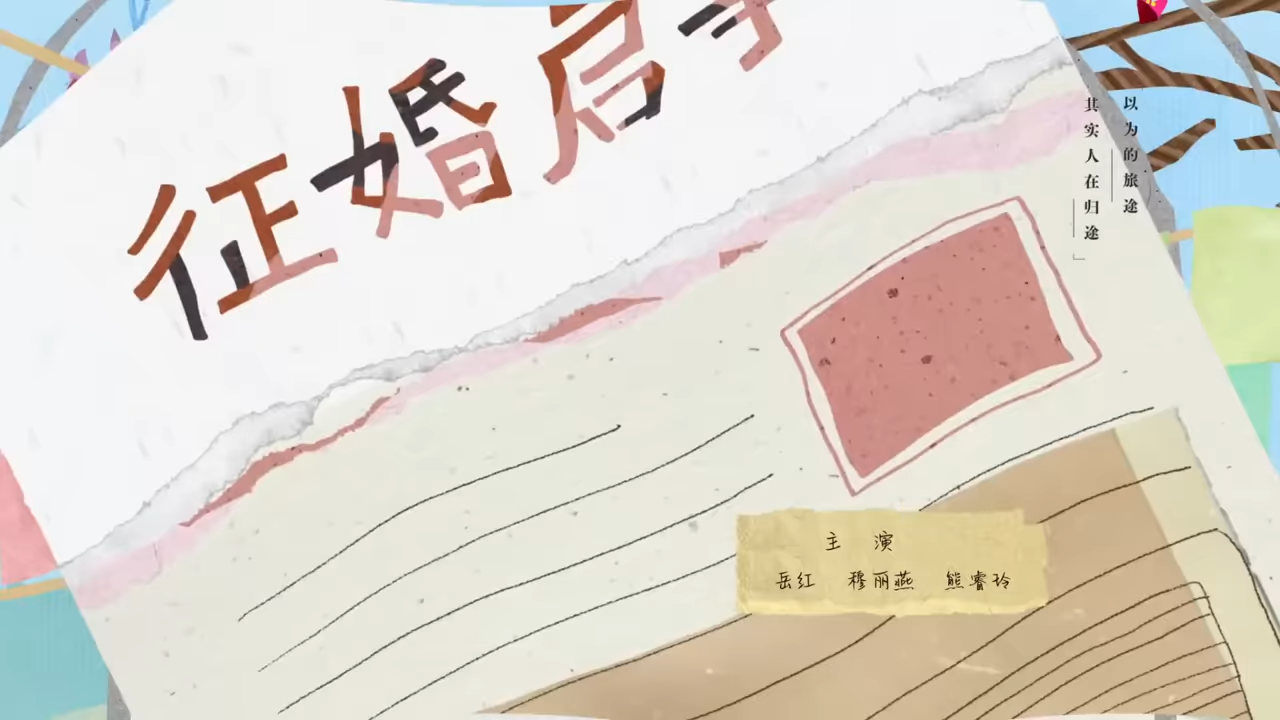 征婚启事
以为的旅途
其实人在归途」
主演
岳红 穆丽燕 熊睿玲